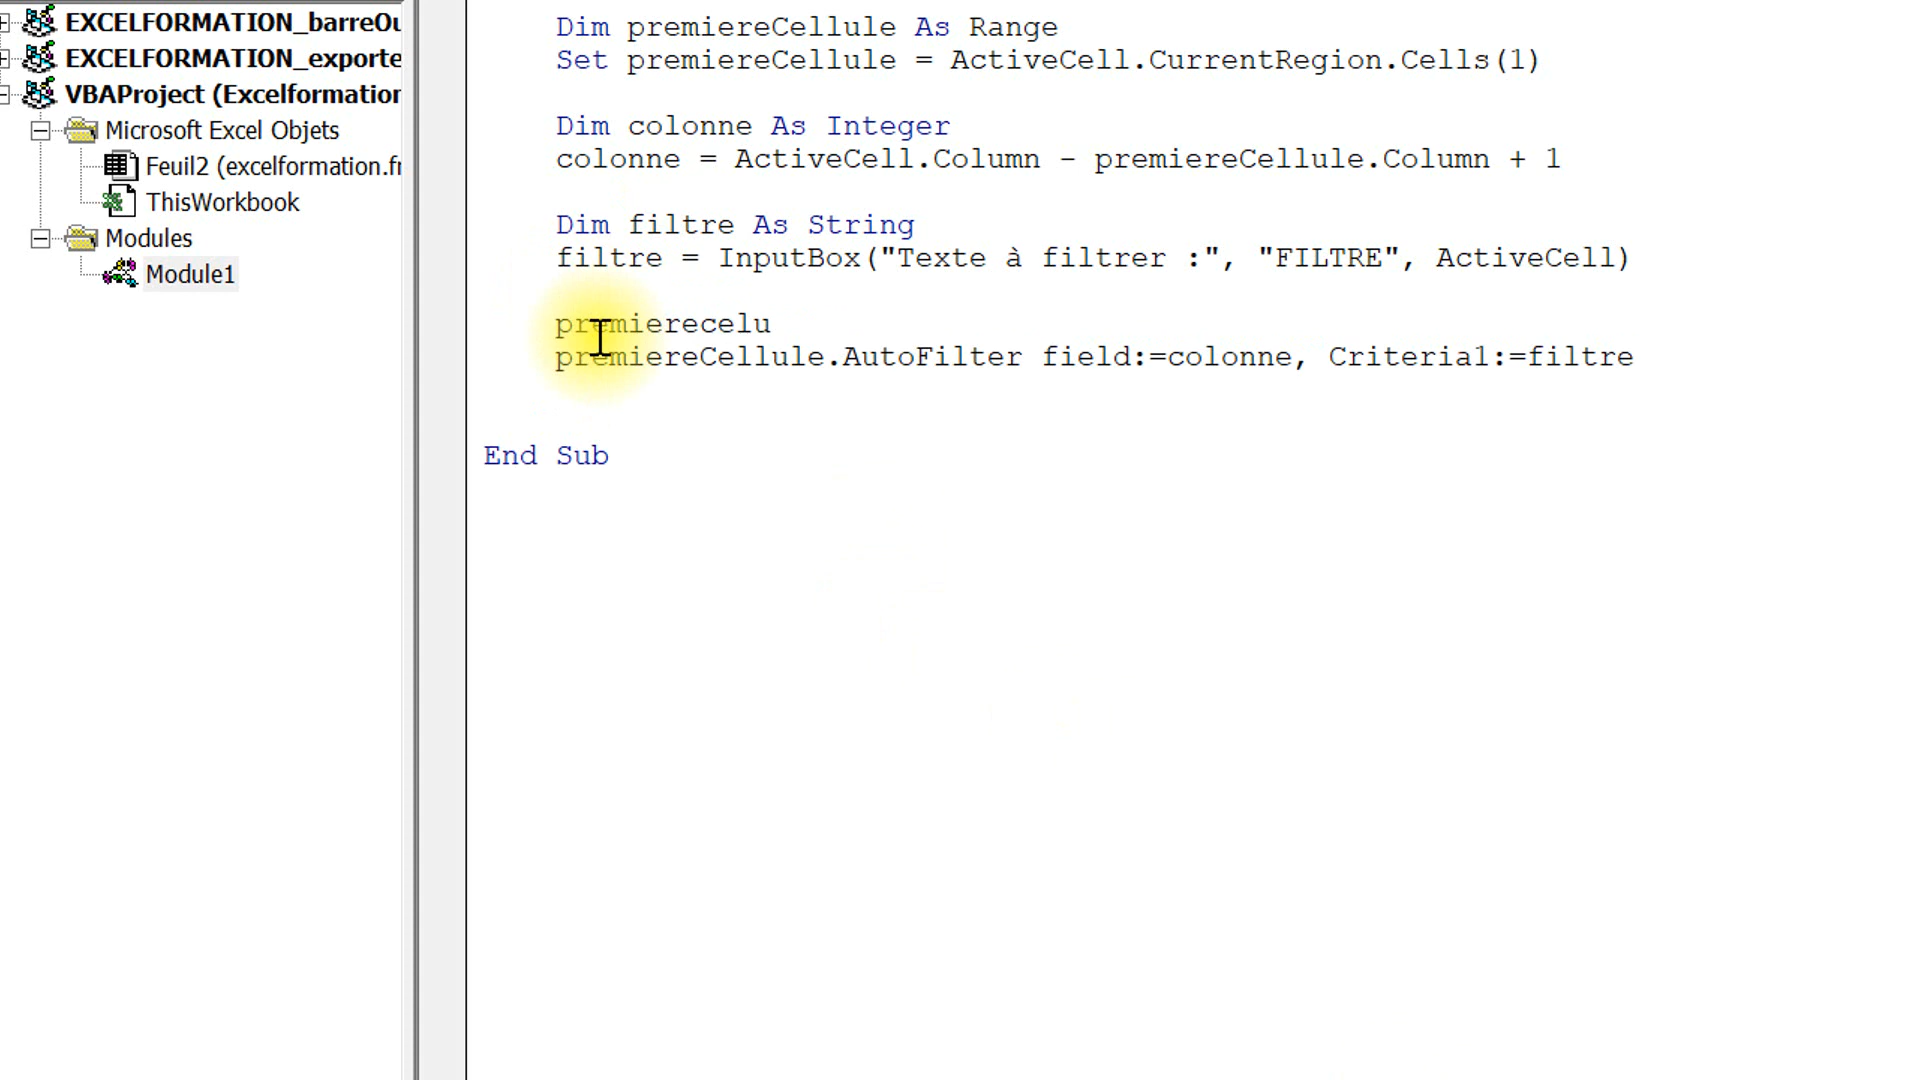 EXCELFORMATION_barreOu
EXCELFORMATION_exporte
VBAProject (Excelformation
Microsoft Excel Objets
Feuil2 (excelformation.fr
ThisWorkbook
Modules
Module1
Dim premiereCellule As Range
Set premiereCellule = ActiveCell.CurrentRegion.Cells(1)
Dim colonne As Integer
colonne = ActiveCell.Column - premiereCellule.Column + 1
Dim filtre As String
filtre = InputBox("Texte à filtrer :", "FILTRE", ActiveCell)
premierecelu
premiereCellule.AutoFilter field:=colonne, Criteria1:=filtre
End Sub